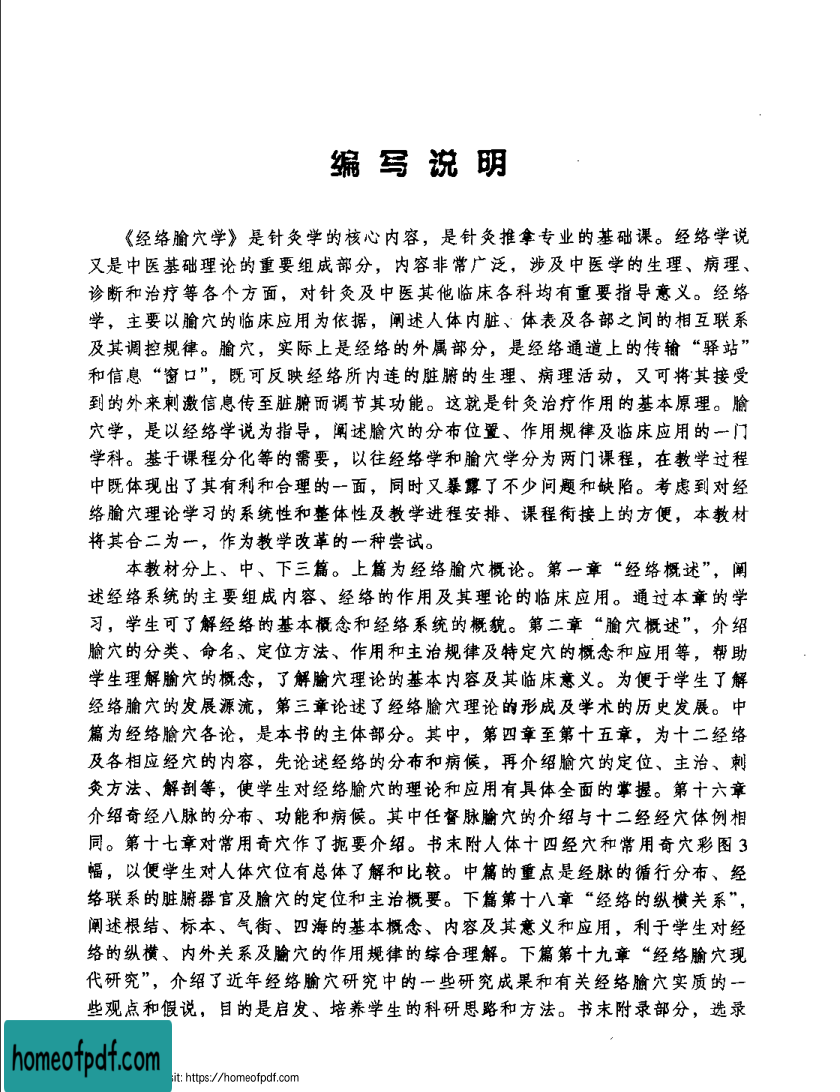 编写说明
《经络腧穴学》是针灸学的核心内容，是针灸推拿专业的基础课。经络学说
又是中医基础理论的重要组成部分，内容非常广泛，涉及中医学的生理、病理、
诊断和治疗等各个方面，对针灸及中医其他临床各科均有重要指导意义。经络
学，主要以腧穴的临床应用为依据，阐述人体内脏、体表及各部之间的相互联系
及其调控规律。腧穴，实际上是经络的外属部分，是经络通道上的传输“驿站”
和信息“窗口”，既可反映经络所内连的脏腑的生理、病理活动，又可将其接受
到的外来刺激信息传至脏腑而调节其功能。这就是针灸治疗作用的基本原理。腧
穴学，是以经络学说为指导，阐述腧穴的分布位置、作用规律及临床应用的一门
学科。基于课程分化等的需要，以往经络学和腧穴学分为两门课程，在教学过程
中既体现出了其有利和合理的一面，同时又暴露了不少问题和缺陷。考虑到对经
络腧穴理论学习的系统性和整体性及教学进程安排、课程衔接上的方便，本教材
将其合二为一，作为教学改革的一种尝试。
本教材分上、中、下三篇。上篇为经络腧穴概论。第一章“经络概述”，阐
述经络系统的主要组成内容、经络的作用及其理论的临床应用。通过本章的学
习，学生可了解经络的基本概念和经络系统的概貌。第二章“腧穴概述”，介绍
腧穴的分类、命名、定位方法、作用和主治规律及特定穴的概念和应用等，帮助
学生理解腧穴的概念，了解腧穴理论的基本内容及其临床意义。为便于学生了解
经络腧穴的发展源流，第三章论述了经络腧穴理论的形成及学术的历史发展。中
篇为经络腧穴各论，是本书的主体部分。其中，第四章至第十五章，为十二经络
及各相应经穴的内容，先论述经络的分布和病候，再介绍腧穴的定位、主治、刺
灸方法、解剖等，使学生对经络腧穴的理论和应用有具体全面的掌握。第十六章
介绍奇经八脉的分布、功能和病候。其中任督脉腧穴的介绍与十二经经穴体例相
同。第十七章对常用奇穴作了扼要介绍。书末附人体十四经穴和常用奇穴彩图3
幅，以便学生对人体穴位有总体了解和比较。中篇的重点是经脉的循行分布、经
络联系的脏腑器官及腧穴的定位和主治概要。下篇第十八章“经络的纵横关系”，
阐述根结、标本、气街、四海的基本概念、内容及其意义和应用，利于学生对经
络的纵横、内外关系及腧穴的作用规律的综合理解。下篇第十九章“经络腧穴现
代研究”，介绍了近年经络腧穴研究中的一些研究成果和有关经络腧穴实质的一
些观点和假说，目的是启发、培养学生的科研思路和方法。书末附录部分，选录
homeofpdf.com
sit: https://homeofpdf.com